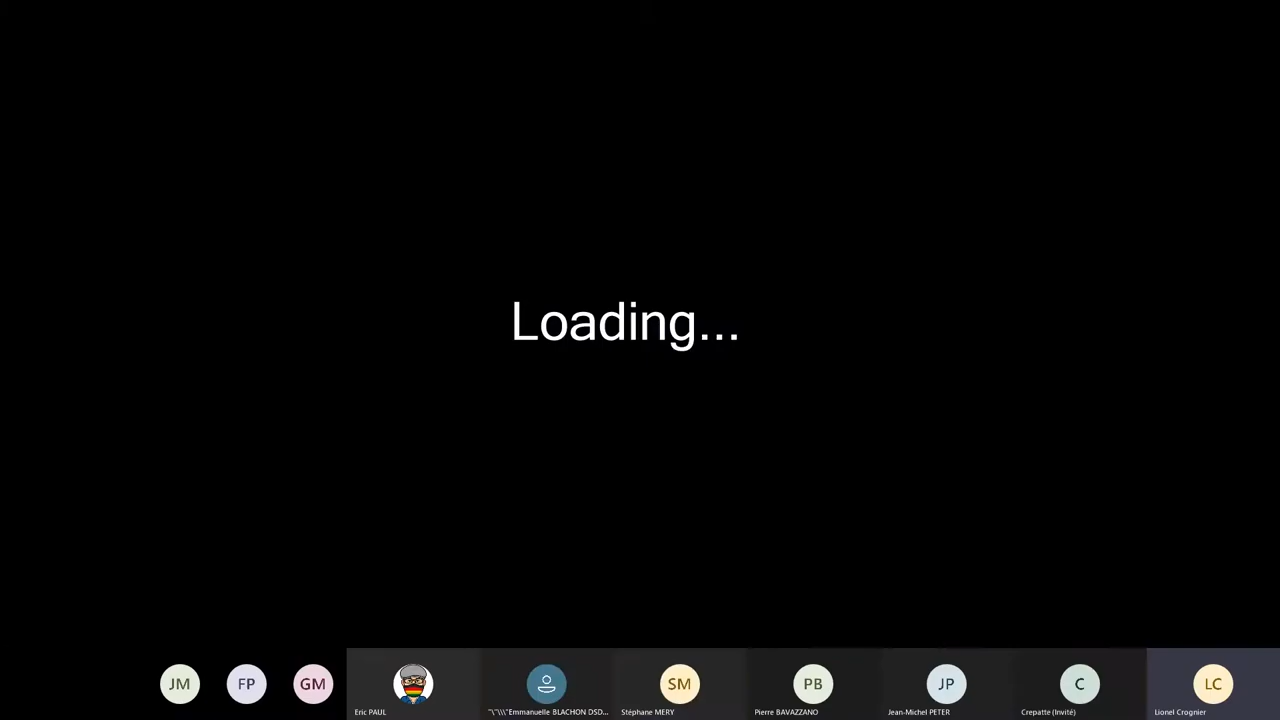 Loading...
JM
FP
GM
SM
PB
JP
C
LC
Eric PAUL
"\"\\\"Emmanuelle BLACHON DSD...
Stéphane MERY
Pierre BAVAZZANO
Jean-Michel PETER
Crepatte (Invité)
Lionel Crognier